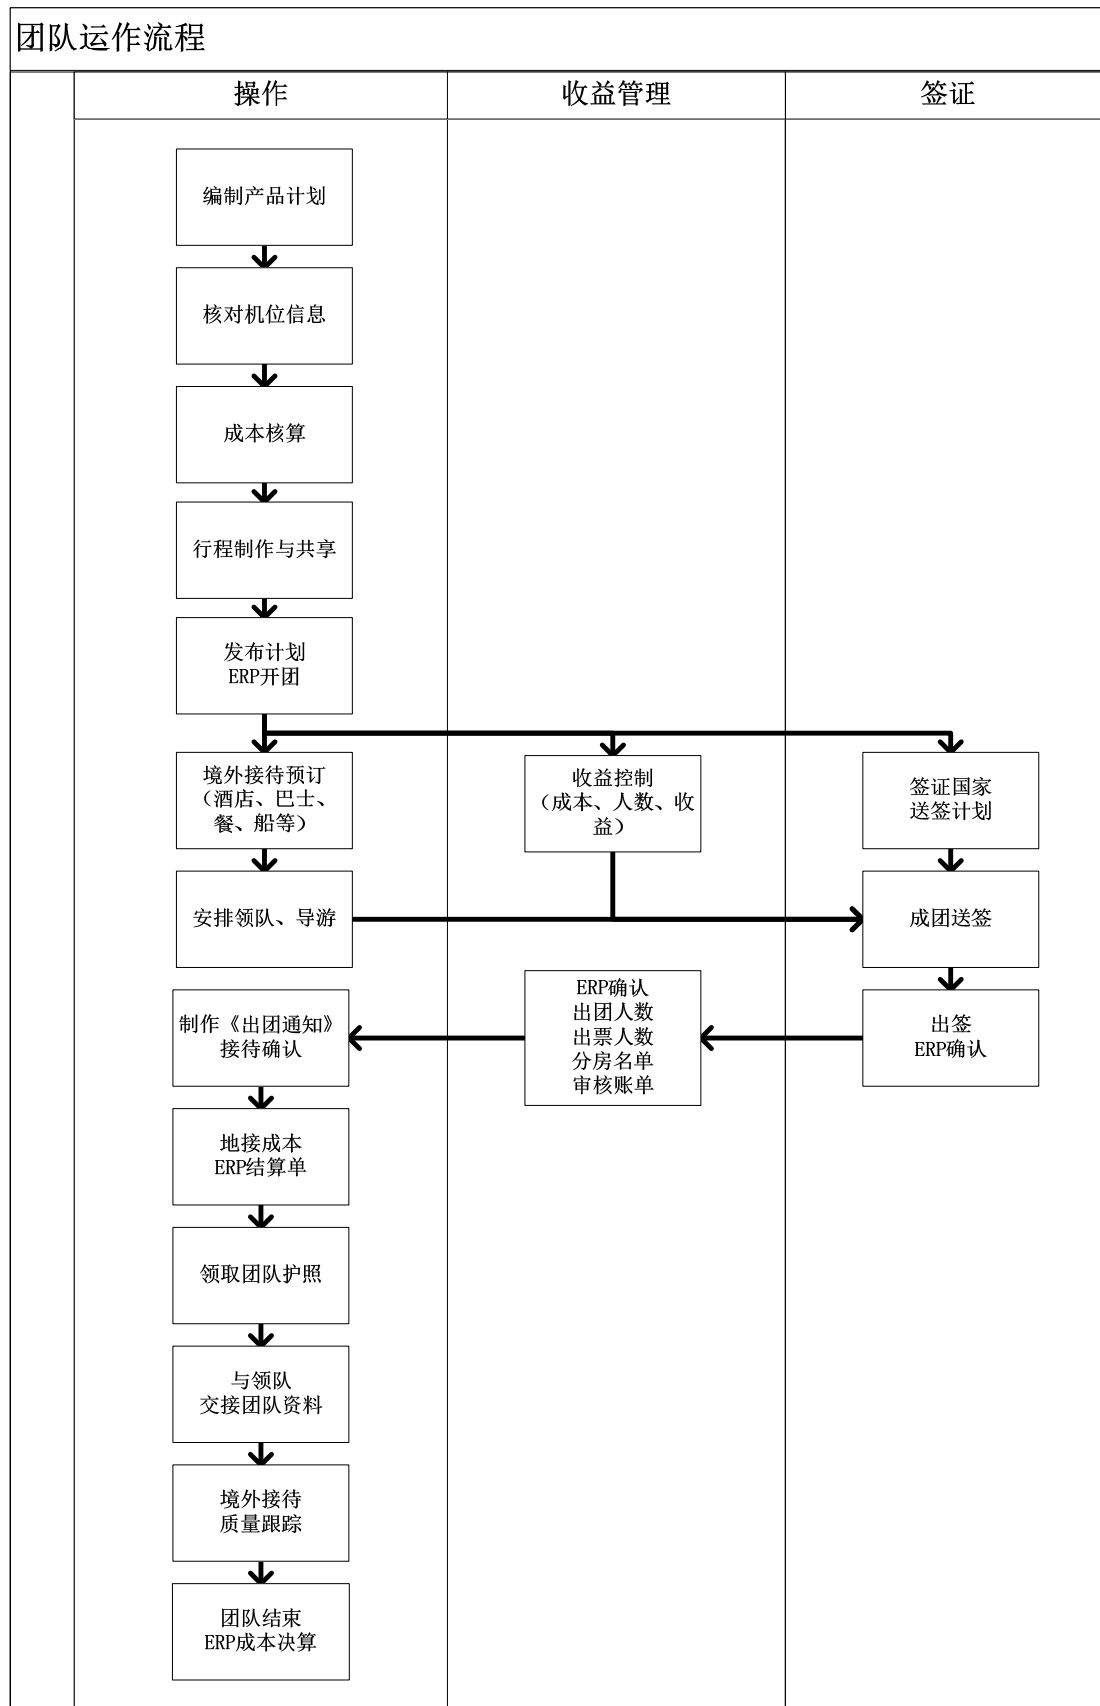 团队运作流程
操作
收益管理
签证
编制产品计划
核对机位信息
成本核算
行程制作与共享
发布计划
ERP开团
境外接待预订
（酒店、巴士、
餐、船等）
收益控制
（成本、人数、收
益）
签证国家
送签计划
安排领队、导游
成团送签
制作《出团通知》
接待确认
ERP确认
出团人数
出票人数
分房名单
审核账单
出签
ERP确认
地接成本
ERP结算单
领取团队护照
与领队
交接团队资料
境外接待
质量跟踪
团队结束
ERP成本决算